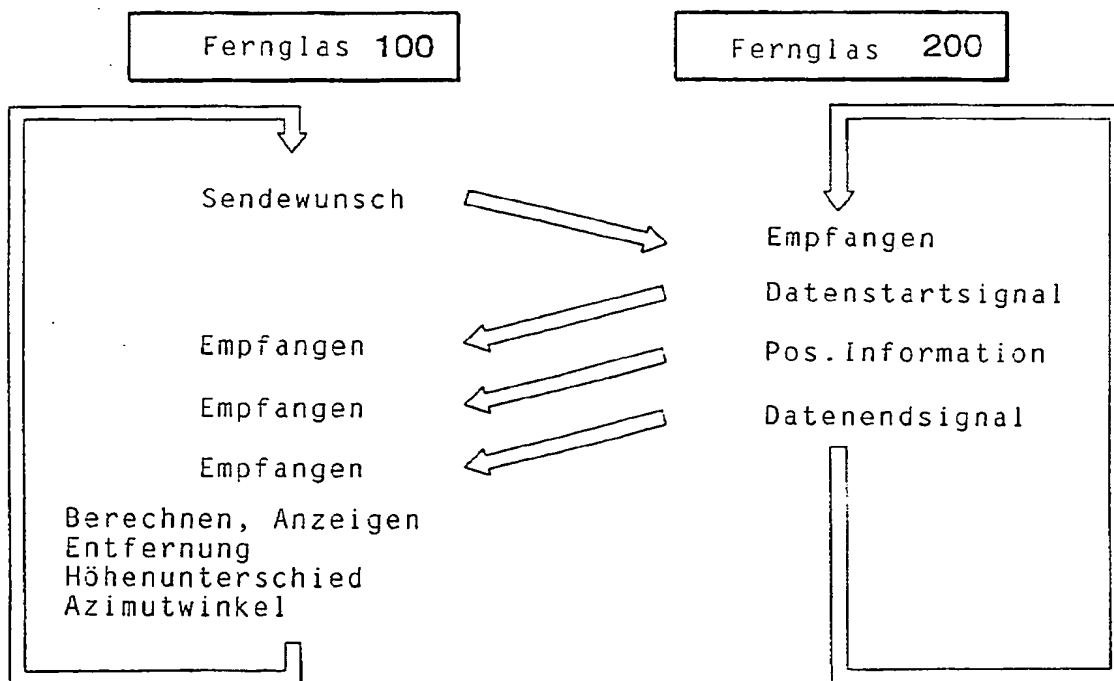 Fernglas 100
Fernglas 200
Sendewunsch
Empfangen
Datenstartsignal
Empfangen
Pos.Information
Empfangen
Datenendsignal
Empfangen
Berechnen, Anzeigen
Entfernung
Höhenunterschied
Azimutwinkel